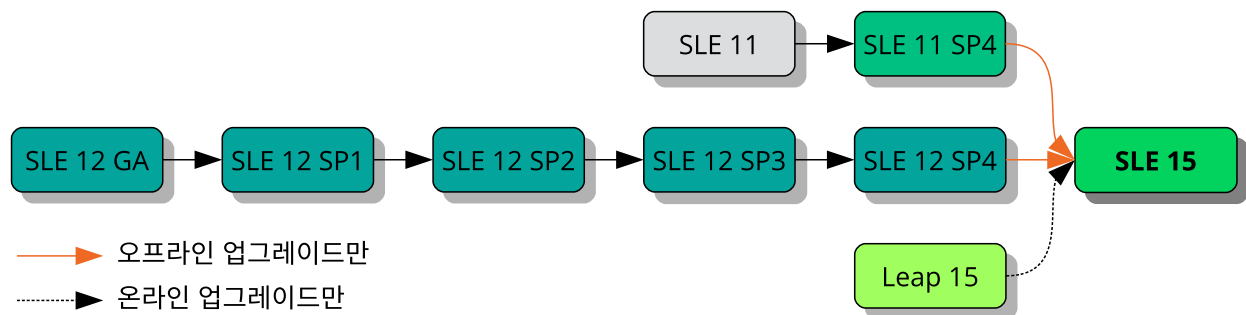 SLE 11
SLE 11 SP4
SLE 12 GA
SLE 12 SP1
SLE 12 SP2
SLE 12 SP3
SLE 12 SP4
SLE 15
오프라인 업그레이드만
온라인 업그레이드만
Leap 15